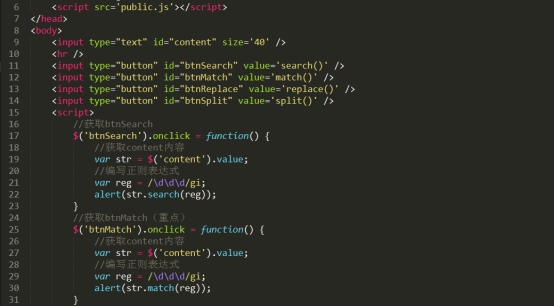 6 <script src='public.js'></script>
7 </head>
8 <body>
9 <input type="text" id="content" size='40' />
10 <hr />
11 <input type="button" id="btnSearch" value='search()' />
12 <input type="button" id="btnMatch" value='match()' />
13 <input type="button" id="btnReplace" value='replace()' />
14 <input type="button" id="btnSplit" value='split()' />
15 <script>
16 //获取btnSearch
17 $('btnSearch').onclick = function() {
18 //获取content内容
19 var str = $('content').value;
20 //编写正则表达式
21 var reg = /\d\d\d/gi;
22 alert(str.search(reg));
23 }
24 //获取btnMatch（重点）
25 $('btnMatch').onclick = function() {
26 //获取content内容
27 var str = $('content').value;
28 //编写正则表达式
29 var reg = /\d\d\d/gi;
30 alert(str.match(reg));
31 }